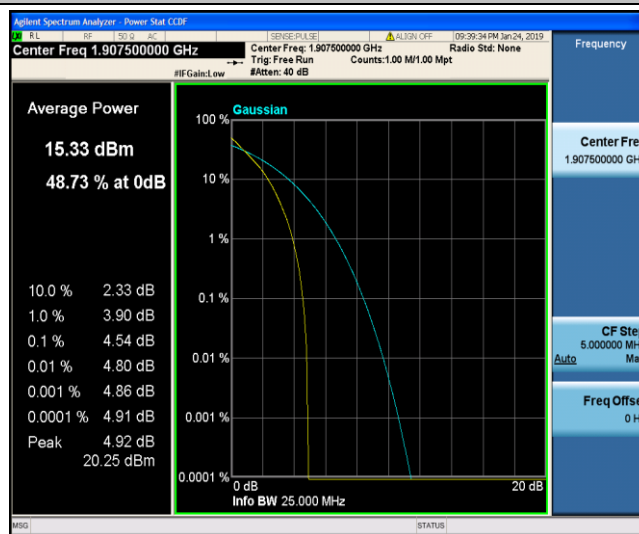 Agilent Spectrum Analyzer - Power Stat CCDF
RL RF 50 Ω AC SENSE:PULSE ALIGN OFF 09:39:34 PM Jan 24, 2019
Center Freq 1.907500000 GHz
Center Freq: 1.907500000 GHz Radio Std: None
Trig: Free Run Counts:1.00 M/1.00 Mpt
#IFGain:Low #Atten: 40 dB
Frequency
Average Power
15.33 dBm
48.73 % at 0dB
10.0 % 2.33 dB
1.0 % 3.90 dB
0.1 % 4.54 dB
0.01 % 4.80 dB
0.001 % 4.86 dB
0.0001 % 4.91 dB
Peak 4.92 dB
20.25 dBm
Gaussian
100 %
10 %
1 %
0.1 %
0.01 %
0.001 %
0.0001 %
0 dB 20 dB
Info BW 25.000 MHz
Center Fre
1.907500000 GH
CF Ste
5.000000 MH
Auto Ma
Freq Offse
0 H
MSG STATUS